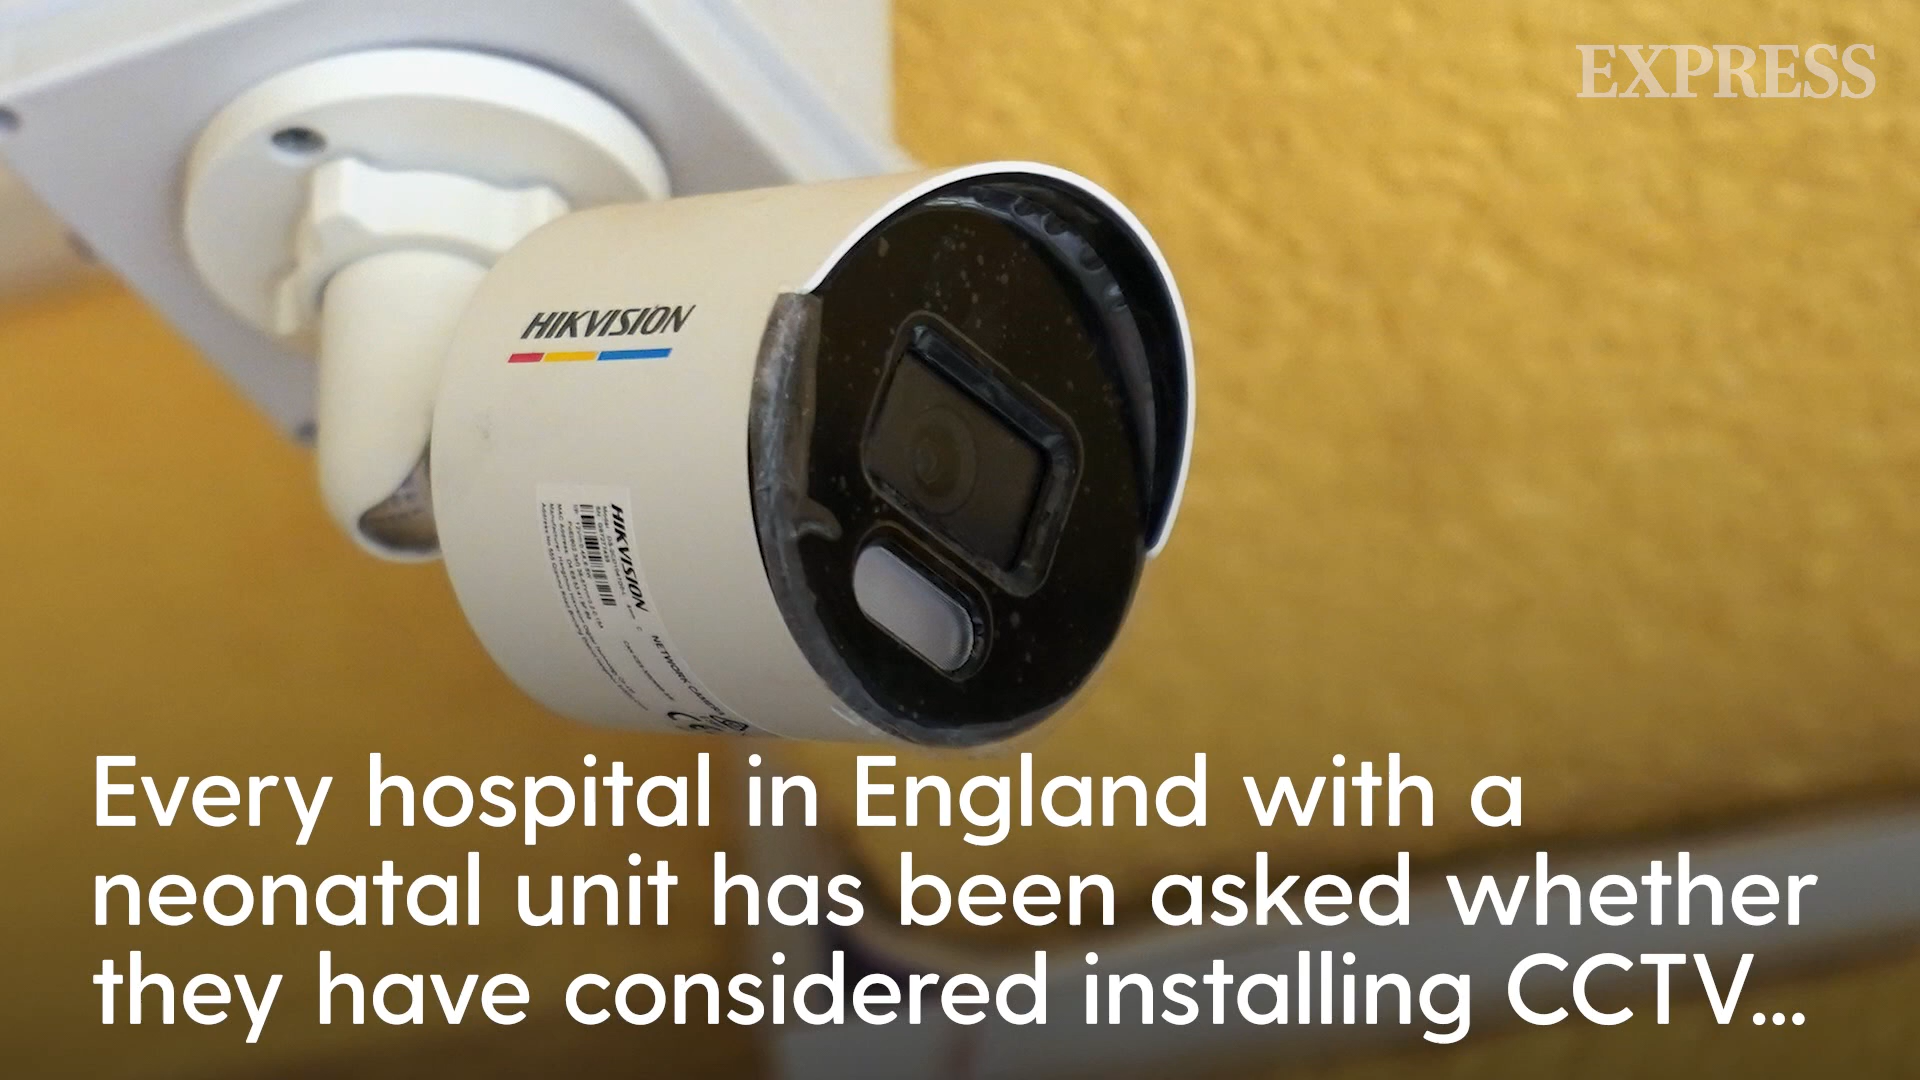 EXPRESS
HIKVISION
HIKVISION
NETWORK CAMERA
Every hospital in England with a
neonatal unit has been asked whether
they have considered installing CCTV...